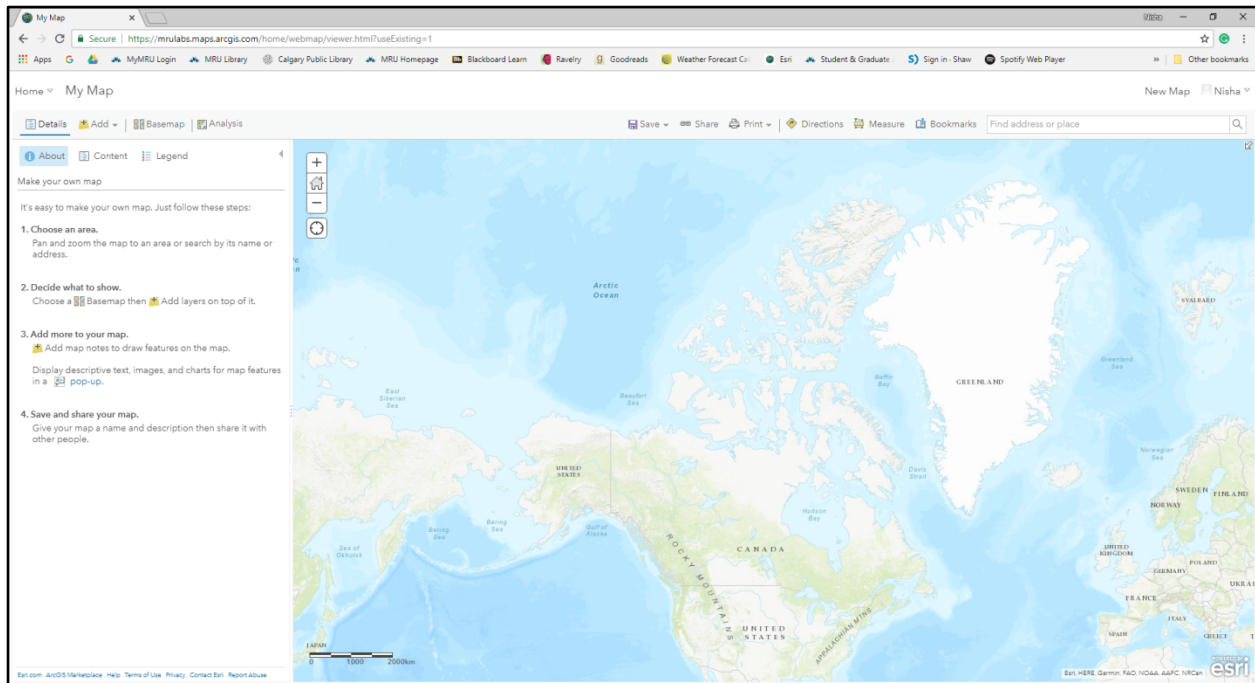 My Map
Nisha
Secure | https://mrulabs.maps.arcgis.com/home/webmap/viewer.html?useExisting=1
Apps MyMRU Login MRU Library Calgary Public Library MRU Homepage Blackboard Learn Ravelry Goodreads Weather Forecast Cal Esri Student & Graduate Sign in - Shaw Spotify Web Player » Other bookmarks
Home My Map New Map Nisha
Details Add Basemap Analysis Save Share Print Directions Measure Bookmarks Find address or place
About Content Legend
Make your own map
It's easy to make your own map. Just follow these steps:
1. Choose an area.
Pan and zoom the map to an area or search by its name or
address.
2. Decide what to show.
Choose a Basemap then Add layers on top of it.
3. Add more to your map.
Add map notes to draw features on the map.
Display descriptive text, images, and charts for map features
in a pop-up.
4. Save and share your map.
Give your map a name and description then share it with
other people.
Esri.com ArcGIS Marketplace Help Terms of Use Privacy Contact Esri Report Abuse
+
−
Arctic
Ocean
SVALBARD
Greenland
Sea
Baffin
Bay
GREENLAND
East
Siberian
Sea
Beaufort
Sea
Norwegian
Sea
UNITED
STATES
Davis
Strait
SWEDEN
FINLAND
NORWAY
Hudson
Bay
Bering
Sea
Bering
Sea
Gulf of
Alaska
Sea of
Okhotsk
CANADA
ROCKY MOUNTAINS
UNITED
KINGDOM
POLAND
GERMANY
UKRAI
FRANCE
ITALY
UNITED
STATES
APPALACHIAN MTNS
SPAIN
GREECE
T
JAPAN
0 1000 2000km
Esri, HERE, Garmin, FAO, NOAA, AAFC, NRCan
POWERED BY
esri